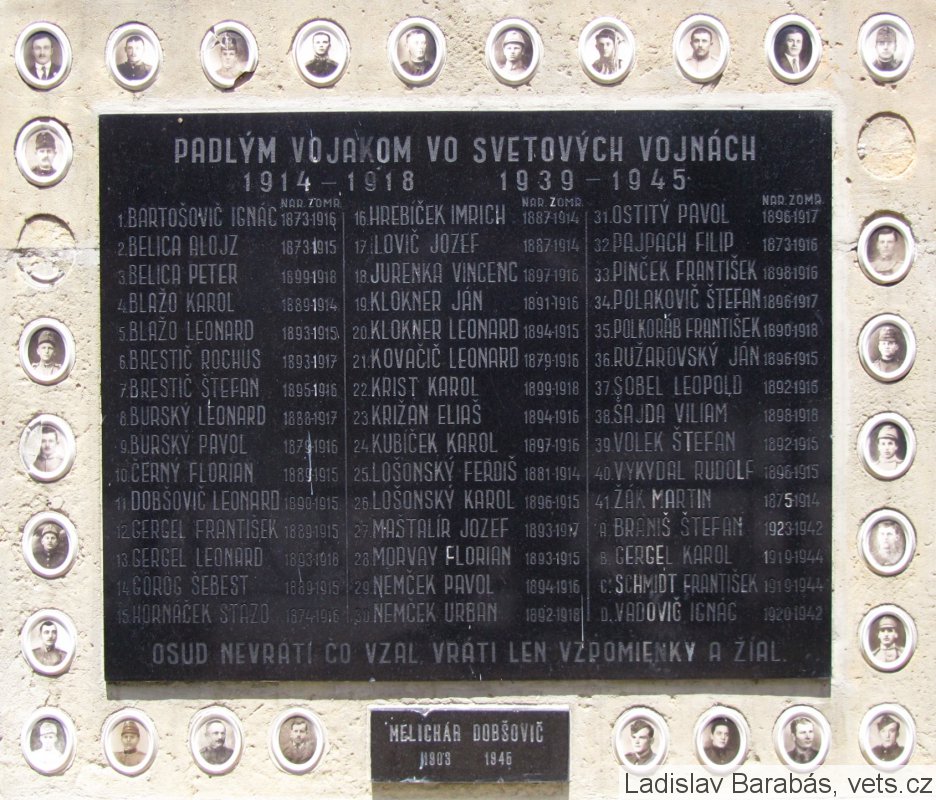 PADLÝM VOJAKOM VO SVETOVÝCH VOJNÁCH
1914 - 1918 1939 - 1945
NAR. ZOMR.
1. BARTOŠOVIČ IGNÁC 1873-1916
2. BELICA ALOJZ 1873-1915
3. BELICA PETER 1899-1918
4. BLAŽO KAROL 1889-1914
5. BLAŽO LEONARD 1893-1915
6. BRESTIČ ROCHUS 1893-1917
7. BRESTIČ ŠTEFAN 1895-1916
8. BURSKÝ LEONARD 1888-1917
9. BURSKÝ PAVOL 1879-1916
10. ČERNY FLORIAN 1889-1915
11. DOBŠOVIČ LEONARD 1890-1915
12. GERGEL FRANTIŠEK 1889-1915
13. GERGEL LEONARD 1893-1918
14. GÖRÖG ŠEBEST 1889-1915
15. HORNÁČEK STAZO 1874-1916
NAR. ZOMR.
16. HREBÍČEK IMRICH 1887-1914
17. LOVIČ JOZEF 1887-1914
18. JURENKA VINCENC 1897-1916
19. KLOKNER JÁN 1891-1916
20. KLOKNER LEONARD 1894-1915
21. KOVAČIČ LEONARD 1879-1916
22. KRIST KAROL 1899-1918
23. KRIŽAN ELIAŠ 1894-1916
24. KUBÍČEK KAROL 1897-1916
25. LOŠONSKÝ FERDIŠ 1881-1914
26. LOŠONSKÝ KAROL 1896-1915
27. MASTALÍR JOZEF 1893-1917
28. MORVAY FLORIAN 1893-1915
29. NEMČEK PAVOL 1894-1916
30. NEMČEK URBAN 1892-1918
NAR. ZOMR.
31. OSTITÝ PAVOL 1896-1917
32. PAJPACH FILIP 1873-1916
33. PINČEK FRANTIŠEK 1898-1916
34. POLAKOVIČ ŠTEFAN 1896-1917
35. POLKORÁB FRANTIŠEK 1890-1918
36. RUŽAROVSKÝ JÁN 1896-1915
37. SOBEL LEOPOLD 1892-1916
38. ŠAJDA VILIAM 1898-1918
39. VOLEK ŠTEFAN 1892-1915
40. VYKYDAL RUDOLF 1896-1915
41. ŽÁK MARTIN 1875-1914
A. BRANIŠ ŠTEFAN 1923-1942
B. GERGEL KAROL 1919-1944
C. SCHMIDT FRANTIŠEK 1919-1944
D. VADOVIČ IGNÁC 1920-1942
OSUD NEVRÁTÍ ČO VZAL, VRÁTI LEN VZPOMIENKY A ŽIAL.
MELICHÁR DOBŠOVIČ
1903 1945
Ladislav Barabás, vets.cz